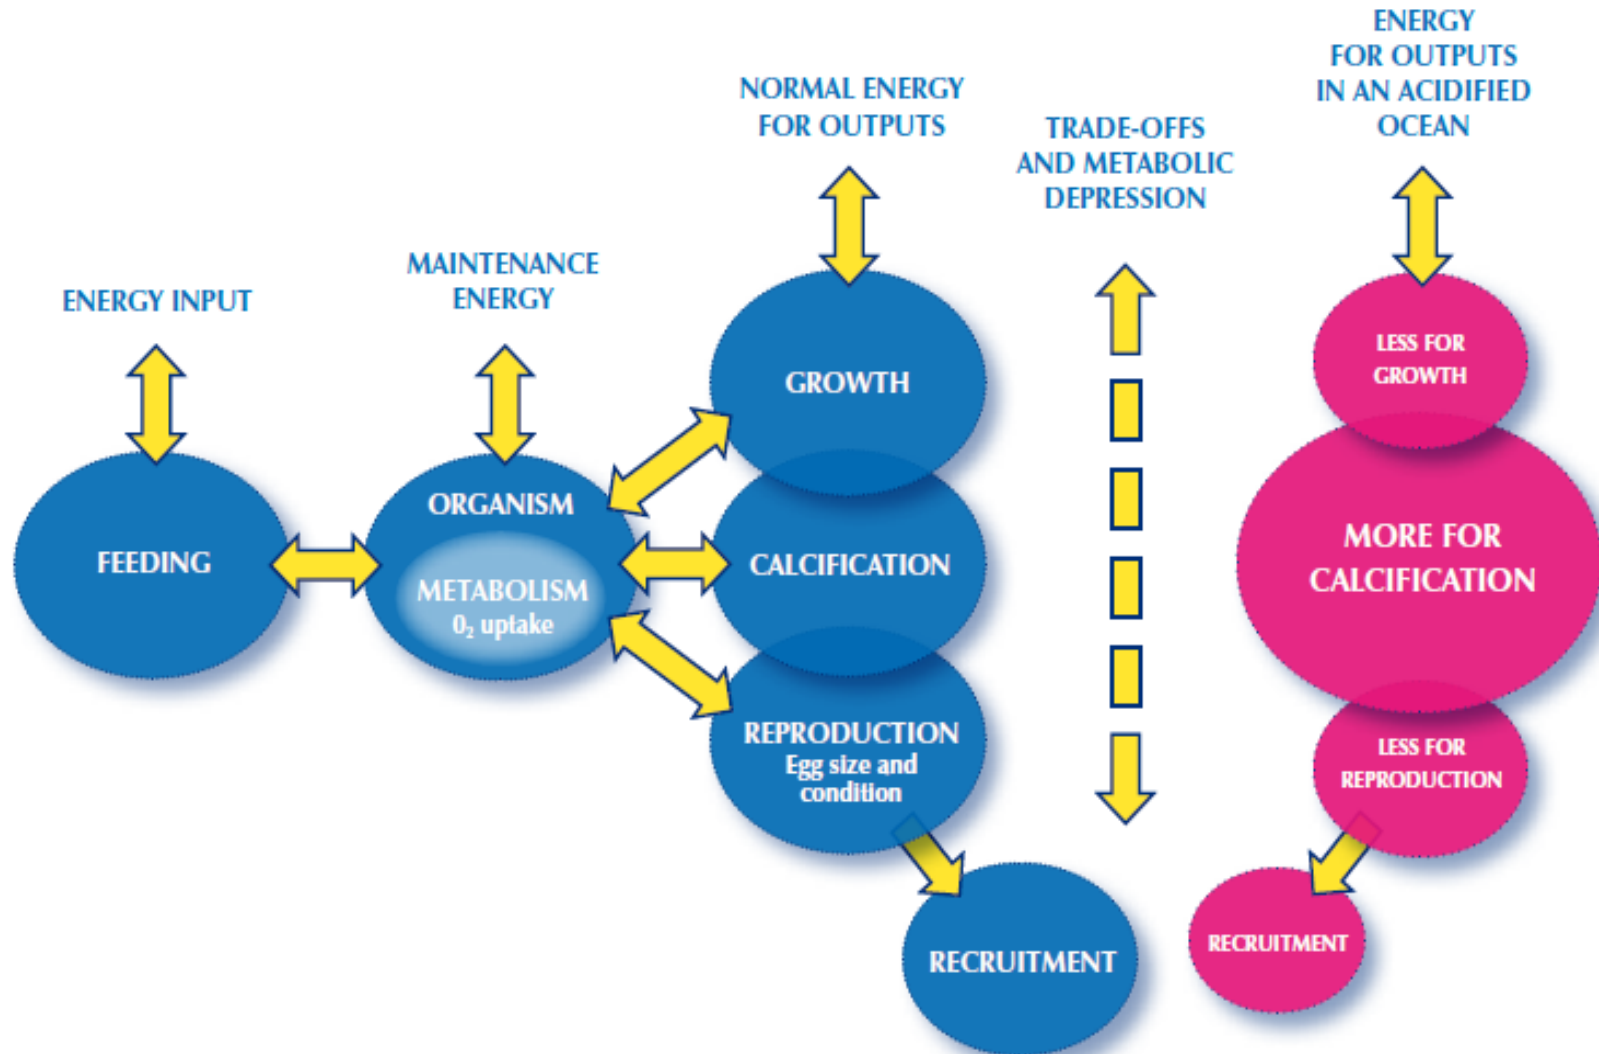 ENERGY INPUT
MAINTENANCE
ENERGY
NORMAL ENERGY
FOR OUTPUTS
TRADE-OFFS
AND METABOLIC
DEPRESSION
ENERGY
FOR OUTPUTS
IN AN ACIDIFIED
OCEAN
FEEDING
ORGANISM
METABOLISM
O₂ uptake
GROWTH
CALCIFICATION
REPRODUCTION
Egg size and
condition
RECRUITMENT
LESS FOR
GROWTH
MORE FOR
CALCIFICATION
LESS FOR
REPRODUCTION
RECRUITMENT